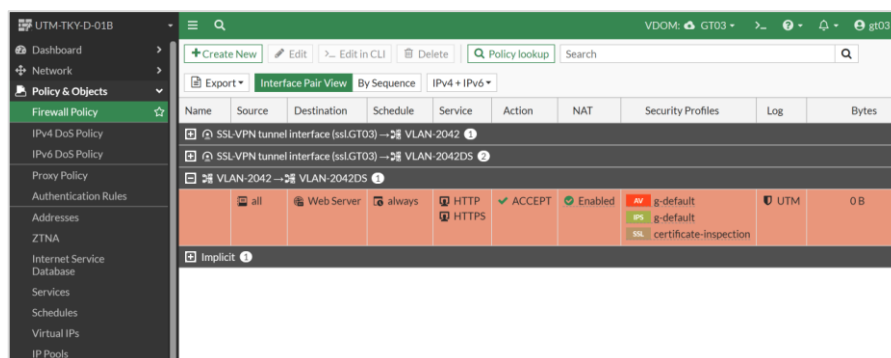 UTM-TKY-D-01B
VDOM: GT03
gt03
Dashboard
Network
Policy & Objects
Firewall Policy
IPv4 DoS Policy
IPv6 DoS Policy
Proxy Policy
Authentication Rules
Addresses
ZTNA
Internet Service
Database
Services
Schedules
Virtual IPs
IP Pools
+Create New Edit >_ Edit in CLI Delete Policy lookup Search
Export Interface Pair View By Sequence IPv4 + IPv6
Name Source Destination Schedule Service Action NAT Security Profiles Log Bytes
SSL-VPN tunnel interface (ssl.GT03) → VLAN-2042 1
SSL-VPN tunnel interface (ssl.GT03) → VLAN-2042DS 2
VLAN-2042 → VLAN-2042DS 1
all Web Server always HTTP ACCEPT Enabled AV g-default UTM 0 B
HTTPS IPS g-default
SSL certificate-inspection
Implicit 1